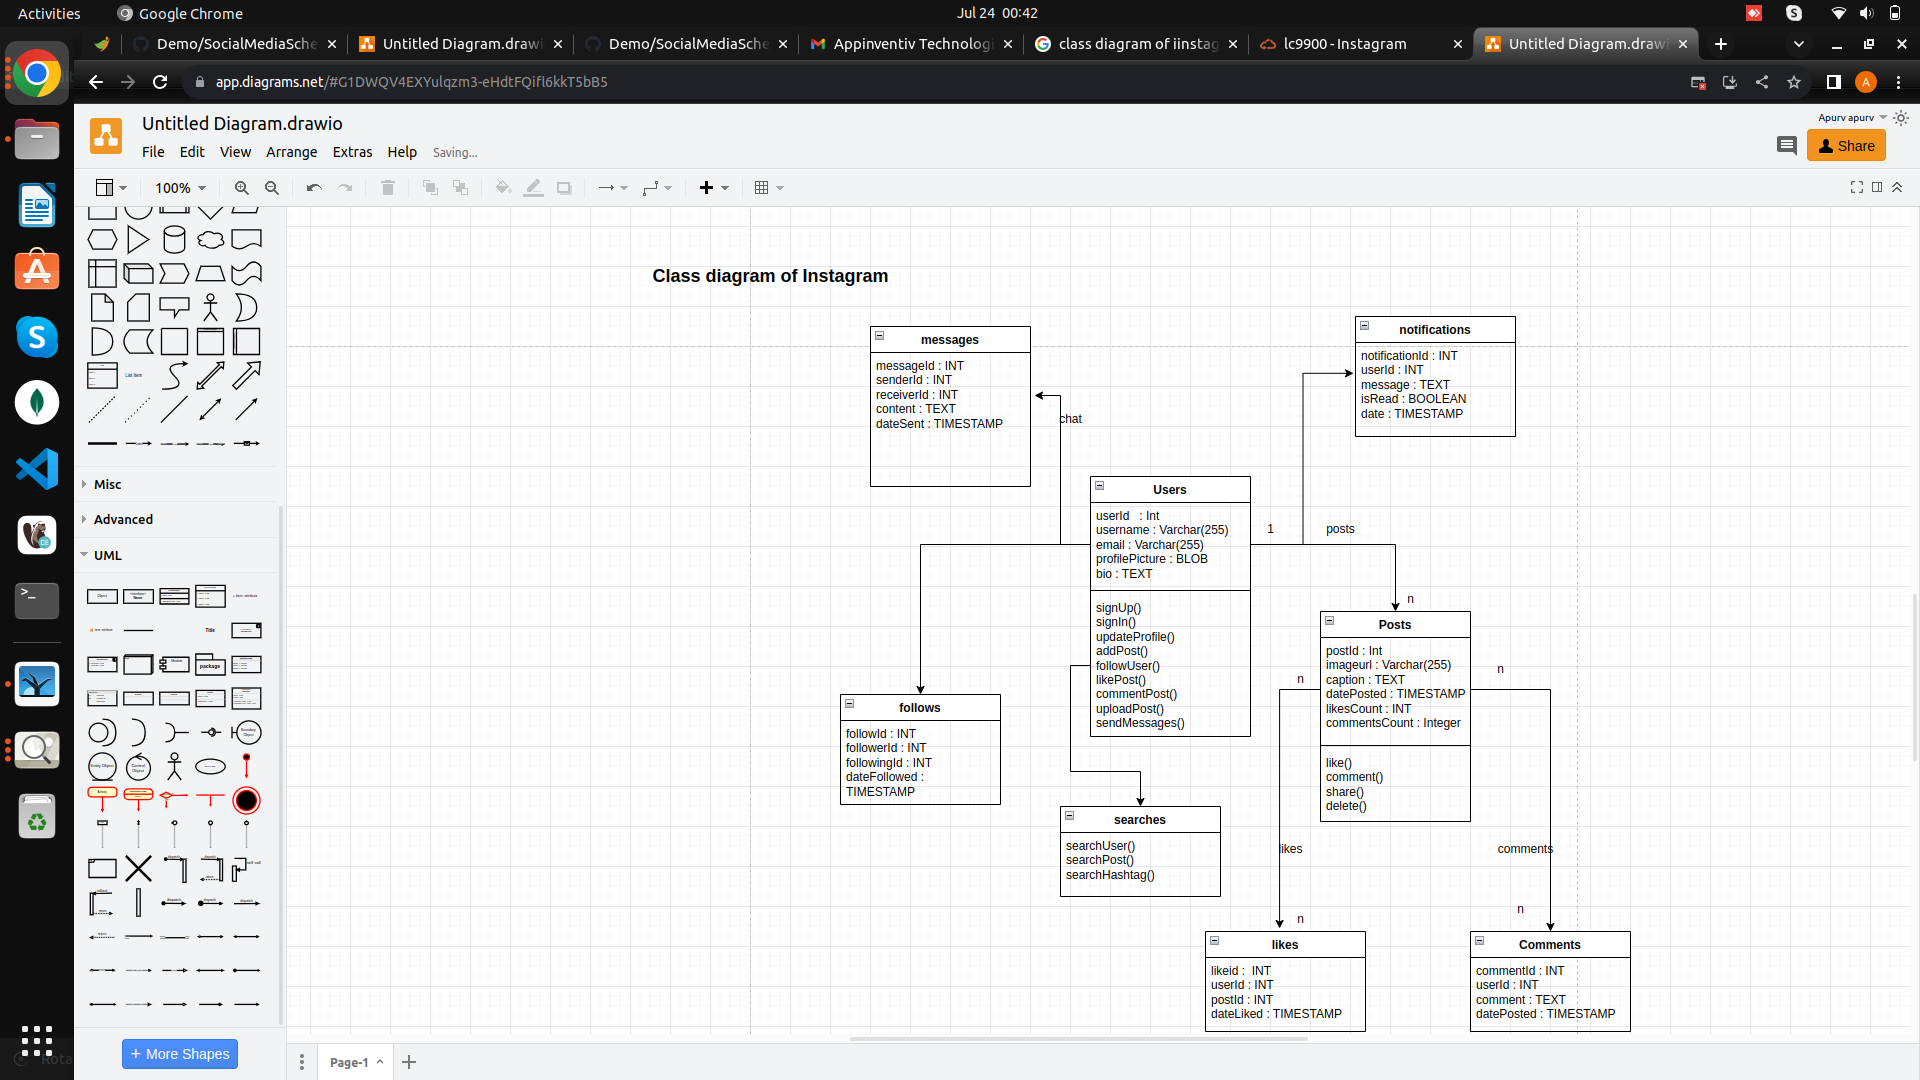 Activities
Google Chrome
Jul 24 00:42
Demo/SocialMediaSche
Untitled Diagram.drawi
Demo/SocialMediaSche
Appinventiv Technologi
class diagram of iinstag
lc9900 - Instagram
Untitled Diagram.drawi
app.diagrams.net/#G1DWQV4EXYulqzm3-eHdtFQifl6kkT5bB5
Untitled Diagram.drawio
Apurv apurv
File Edit View Arrange Extras Help Saving...
Share
100%
Misc
Advanced
UML
+ More Shapes
Page-1
Class diagram of Instagram
messages
messageId : INT
senderId : INT
receiverId : INT
content : TEXT
dateSent : TIMESTAMP
chat
notifications
notificationId : INT
userId : INT
message : TEXT
isRead : BOOLEAN
date : TIMESTAMP
Users
userId : Int
username : Varchar(255)
email : Varchar(255)
profilePicture : BLOB
bio : TEXT
signUp()
signIn()
updateProfile()
addPost()
followUser()
likePost()
commentPost()
uploadPost()
sendMessages()
1
posts
n
follows
followId : INT
followerId : INT
followingId : INT
dateFollowed :
TIMESTAMP
Posts
postId : Int
imageurl : Varchar(255)
caption : TEXT
datePosted : TIMESTAMP
likesCount : INT
commentsCount : Integer
like()
comment()
share()
delete()
n
n
searches
searchUser()
searchPost()
searchHashtag()
likes
comments
n
n
likes
likeid : INT
userId : INT
postId : INT
dateLiked : TIMESTAMP
Comments
commentId : INT
userId : INT
comment : TEXT
datePosted : TIMESTAMP